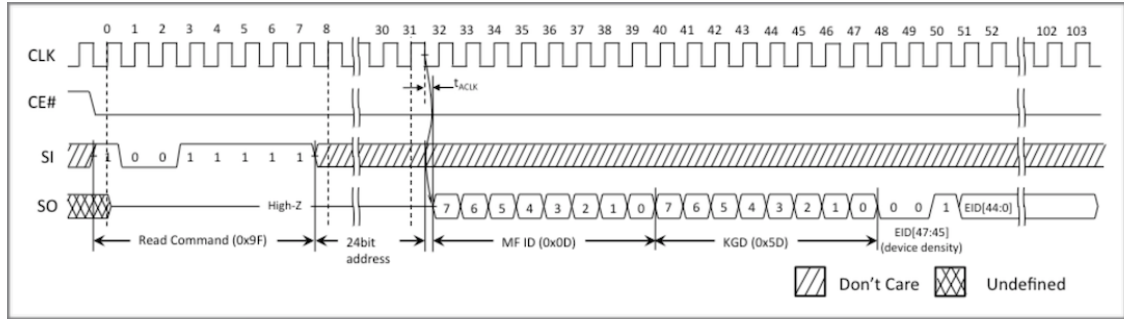 0 1 2 3 4 5 6 7 8 30 31 32 33 34 35 36 37 38 39 40 41 42 43 44 45 46 47 48 49 50 51 52 102 103
CLK
tACLK
CE#
SI 1 0 0 1 1 1 1 1
SO High-Z 7 6 5 4 3 2 1 0 7 6 5 4 3 2 1 0 0 0 1 EID[44:0]
Read Command (0x9F) 24bit address MF ID (0x0D) KGD (0x5D) EID[47:45] (device density)
Don't Care Undefined